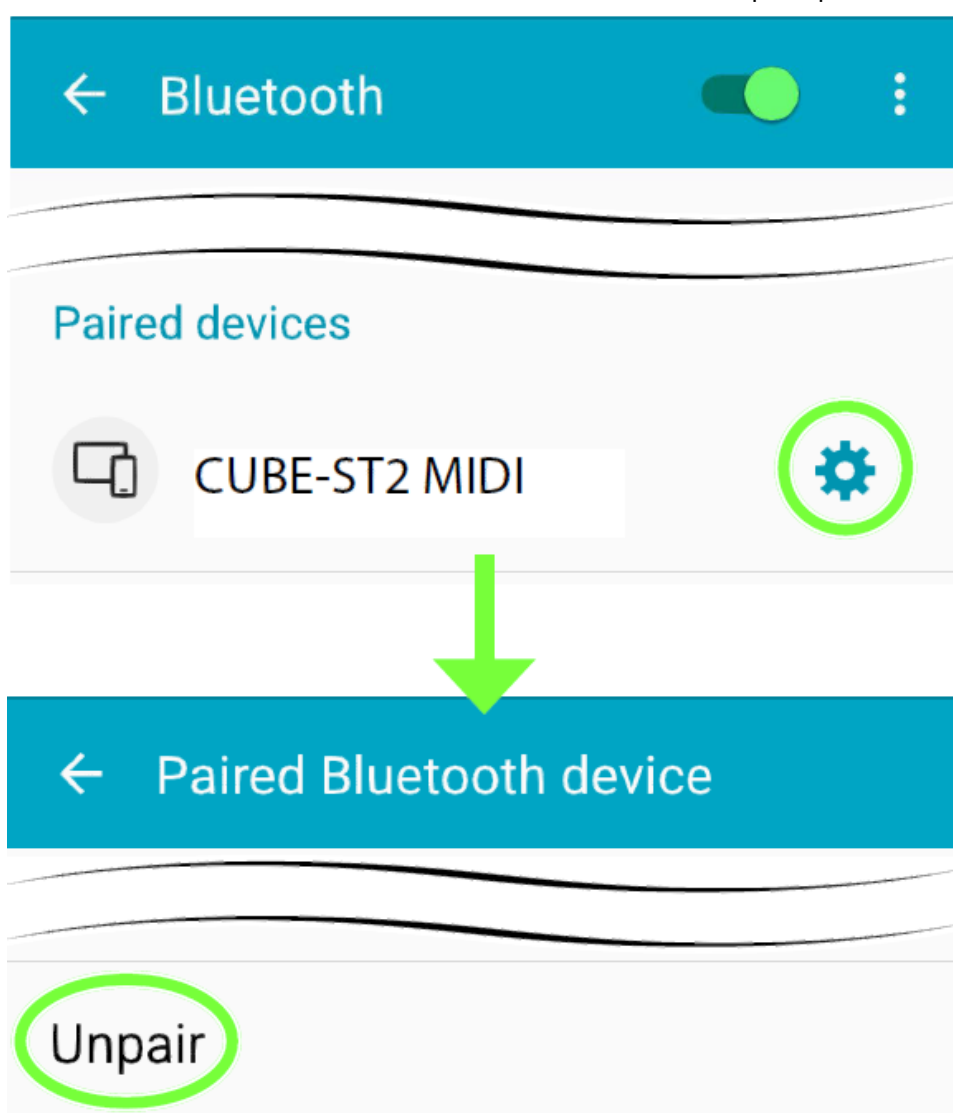 Bluetooth
Paired devices
CUBE-ST2 MIDI
Paired Bluetooth device
Unpair